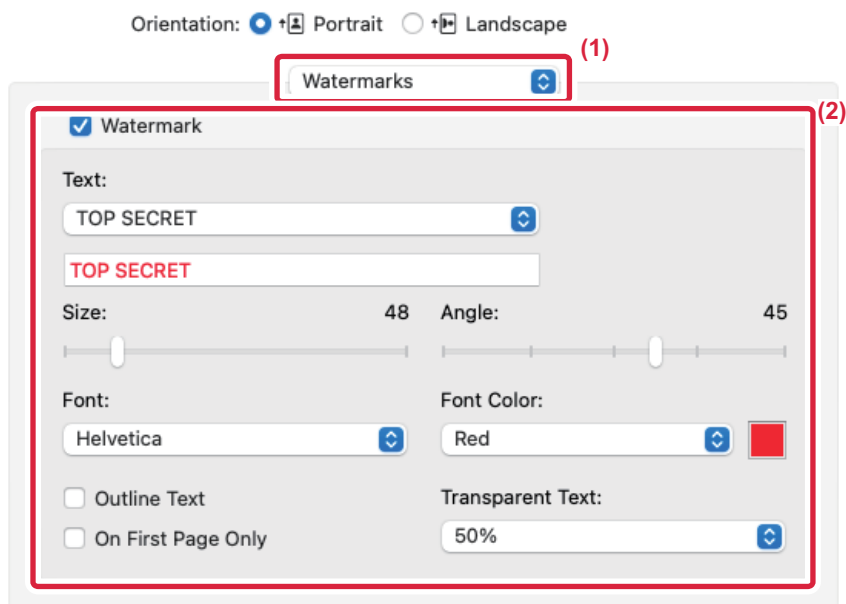 Orientation: Portrait Landscape
(1)
Watermarks
(2)
Watermark
Text:
TOP SECRET
TOP SECRET
Size: 48 Angle: 45
Font: Font Color:
Helvetica Red
Outline Text Transparent Text:
On First Page Only 50%